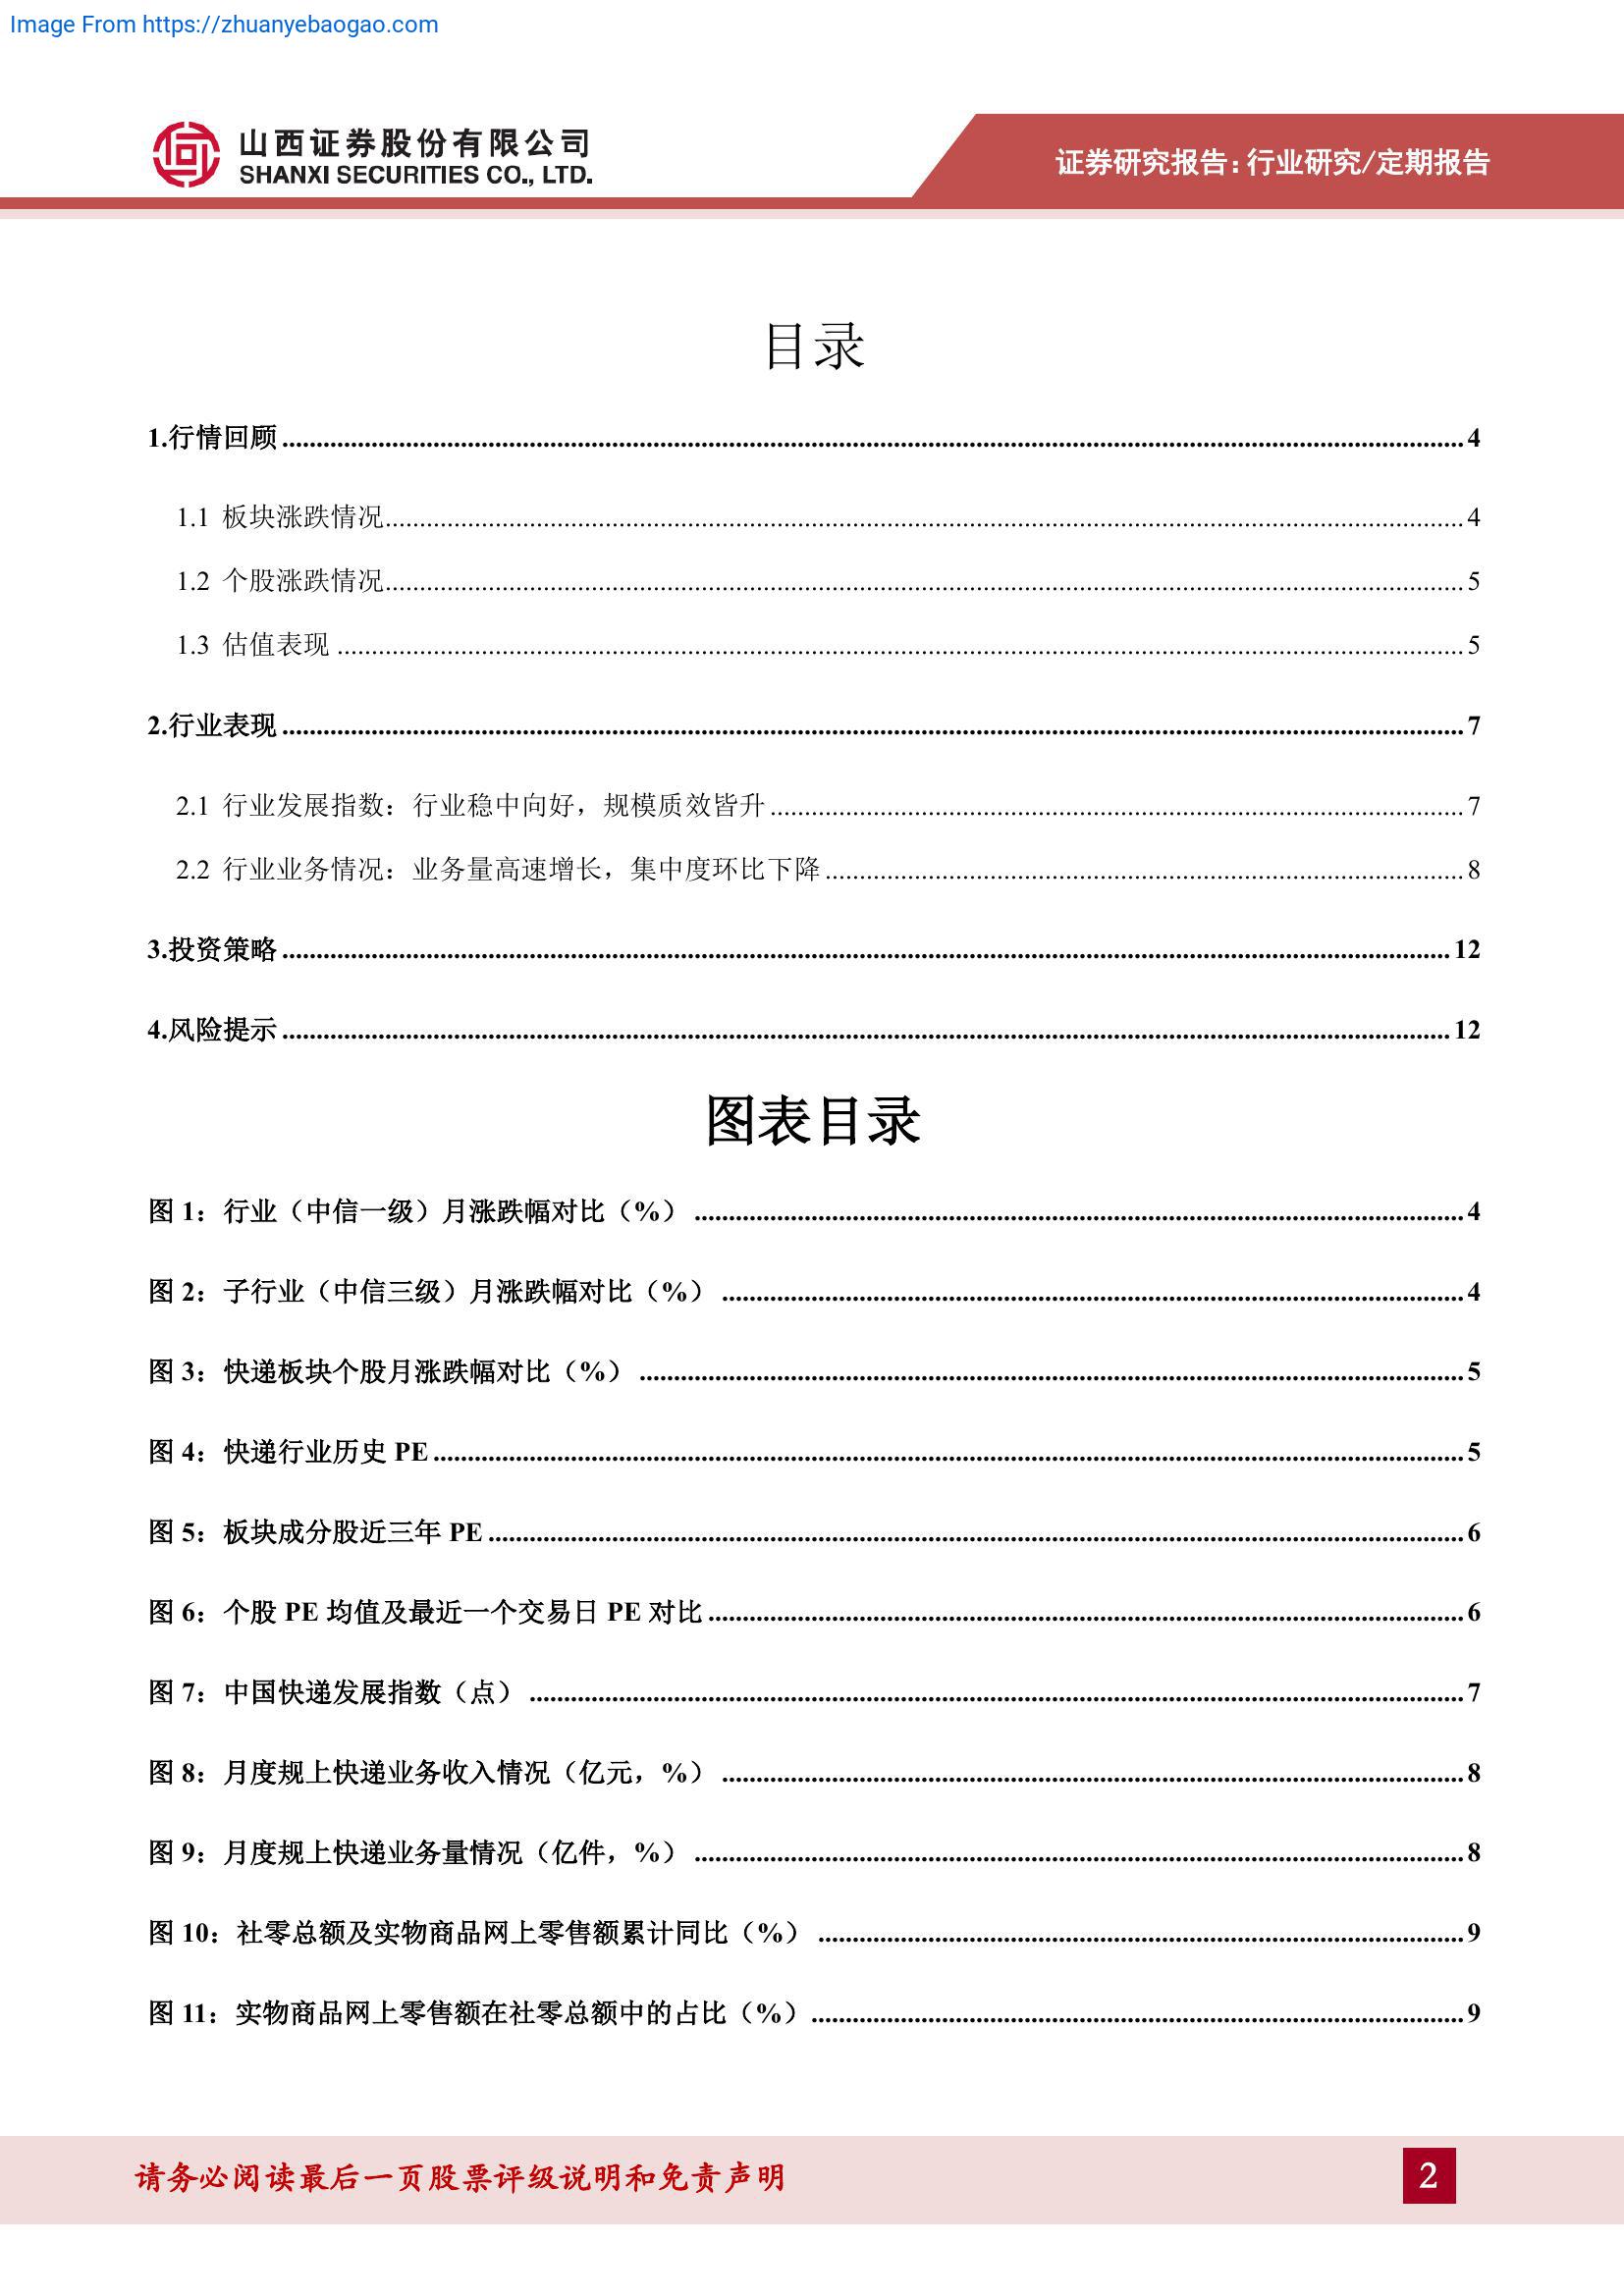 Image From https://zhuanyebaogao.com
山西证券股份有限公司
SHANXI SECURITIES CO., LTD.
证券研究报告:行业研究/定期报告
目录
1.行情回顾 4
1.1 板块涨跌情况 4
1.2 个股涨跌情况 5
1.3 估值表现 5
2.行业表现 7
2.1 行业发展指数：行业稳中向好，规模质效皆升 7
2.2 行业业务情况：业务量高速增长，集中度环比下降 8
3.投资策略 12
4.风险提示 12
图表目录
图 1：行业（中信一级）月涨跌幅对比（%） 4
图 2：子行业（中信三级）月涨跌幅对比（%） 4
图 3：快递板块个股月涨跌幅对比（%） 5
图 4：快递行业历史 PE 5
图 5：板块成分股近三年 PE 6
图 6：个股 PE 均值及最近一个交易日 PE 对比 6
图 7：中国快递发展指数（点） 7
图 8：月度规上快递业务收入情况（亿元，%） 8
图 9：月度规上快递业务量情况（亿件，%） 8
图 10：社零总额及实物商品网上零售额累计同比（%） 9
图 11：实物商品网上零售额在社零总额中的占比（%） 9
请务必阅读最后一页股票评级说明和免责声明
2